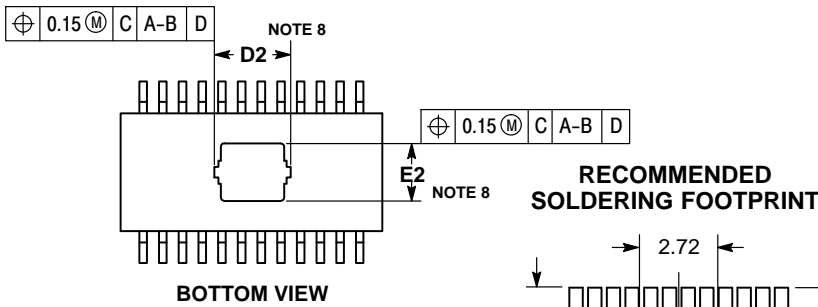 ⌖ 0.15 Ⓜ C A-B D
NOTE 8
D2
⌖ 0.15 Ⓜ C A-B D
E2
NOTE 8
RECOMMENDED
SOLDERING FOOTPRINT
2.72
BOTTOM VIEW